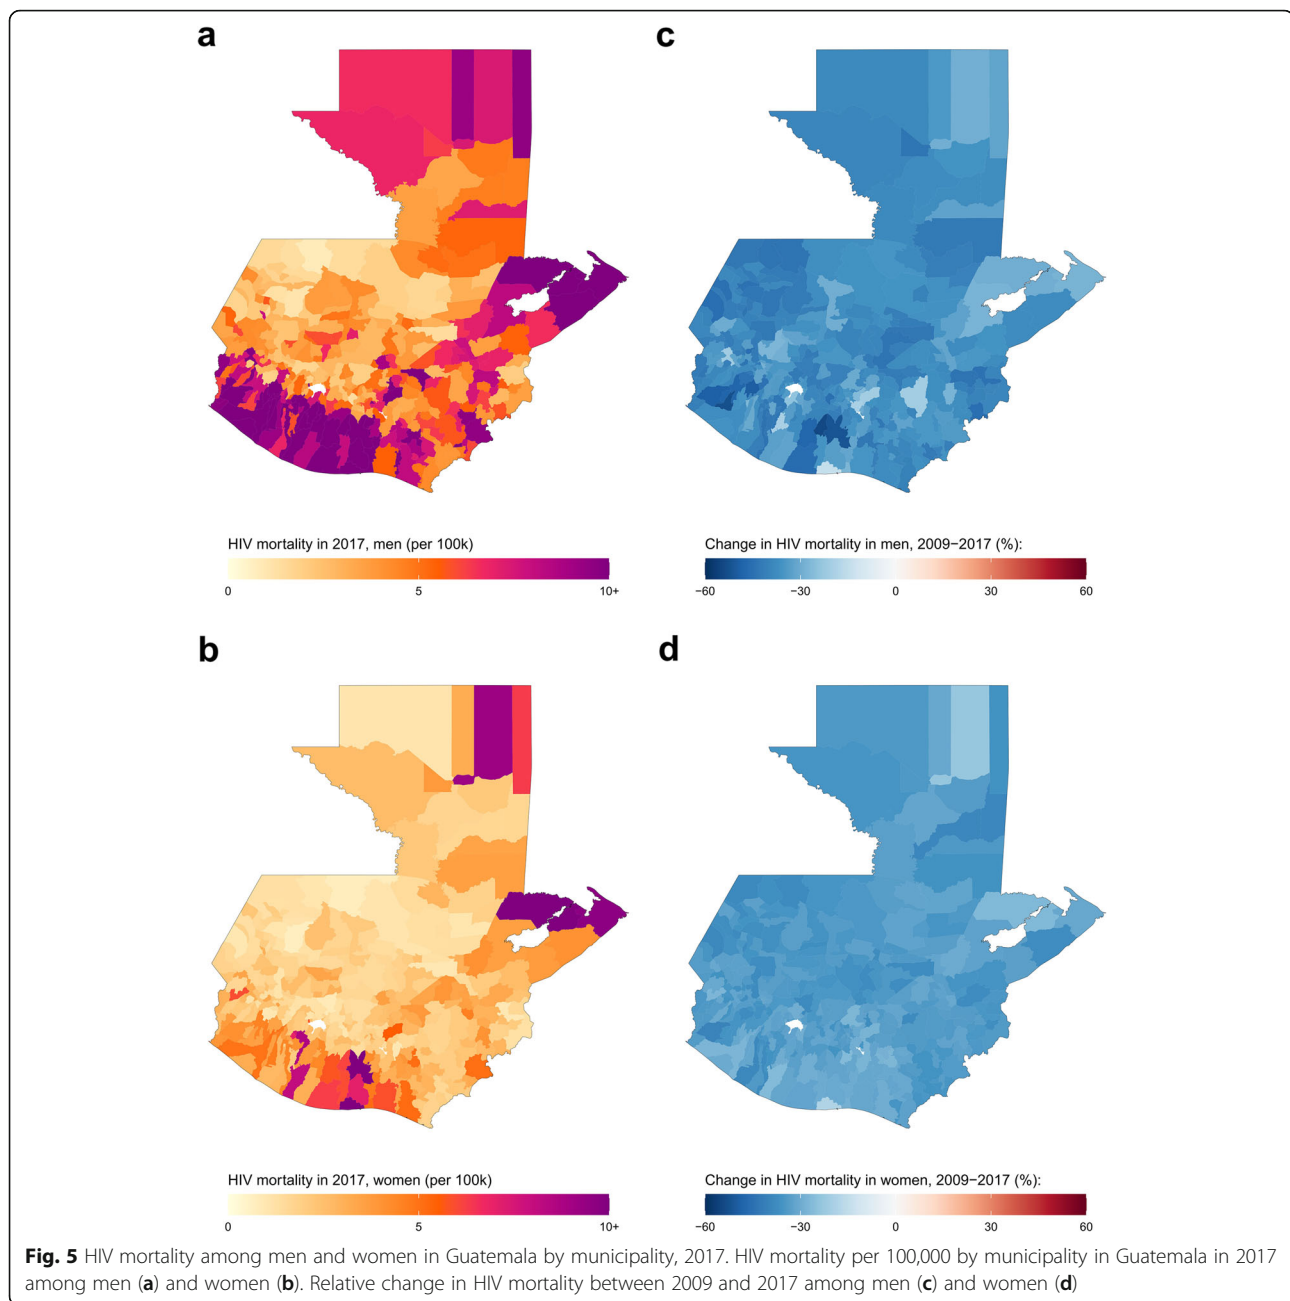 a
c
HIV mortality in 2017, men (per 100k)
0 5 10+
Change in HIV mortality in men, 2009−2017 (%):
−60 −30 0 30 60
b
d
HIV mortality in 2017, women (per 100k)
0 5 10+
Change in HIV mortality in women, 2009−2017 (%):
−60 −30 0 30 60
Fig. 5 HIV mortality among men and women in Guatemala by municipality, 2017. HIV mortality per 100,000 by municipality in Guatemala in 2017
among men (a) and women (b). Relative change in HIV mortality between 2009 and 2017 among men (c) and women (d)